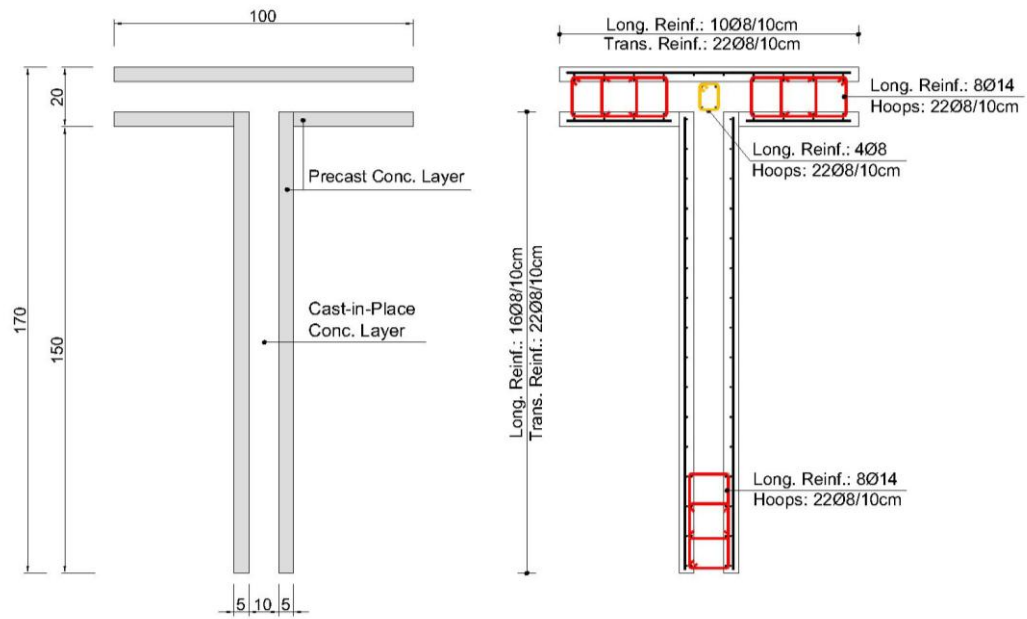 100
20
170
150
Precast Conc. Layer
Cast-in-Place
Conc. Layer
5 10 5
Long. Reinf.: 10Ø8/10cm
Trans. Reinf.: 22Ø8/10cm
Long. Reinf.: 8Ø14
Hoops: 22Ø8/10cm
Long. Reinf.: 4Ø8
Hoops: 22Ø8/10cm
Long. Reinf.: 16Ø8/10cm
Trans. Reinf.: 22Ø8/10cm
Long. Reinf.: 8Ø14
Hoops: 22Ø8/10cm